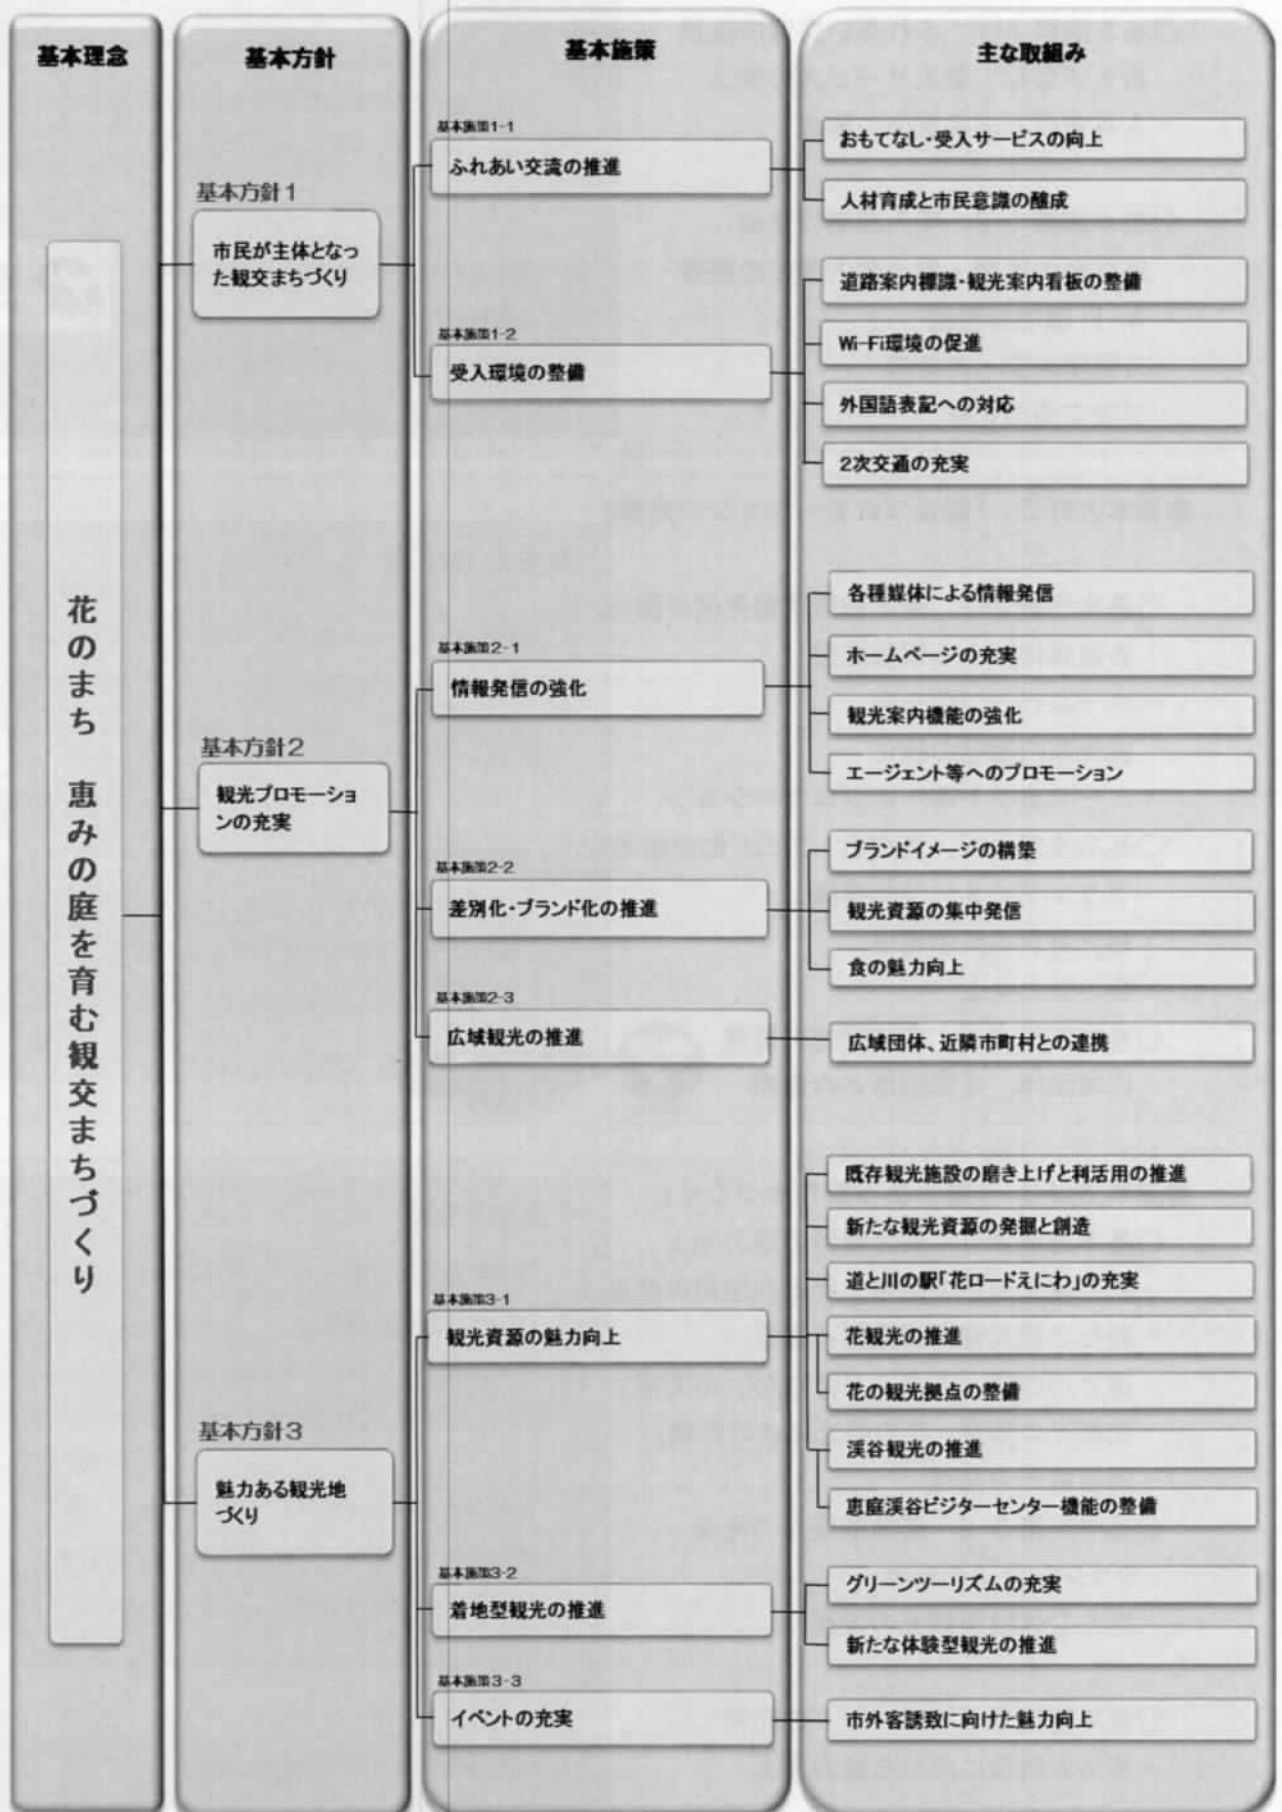 基本理念
基本方針
基本施策
主な取組み
花のまち　恵みの庭を育む観交まちづくり
基本方針1
市民が主体となっ
た観交まちづくり
基本施策1-1
ふれあい交流の推進
おもてなし・受入サービスの向上
人材育成と市民意識の醸成
基本施策1-2
受入環境の整備
道路案内標識・観光案内看板の整備
Wi-Fi環境の促進
外国語表記への対応
2次交通の充実
基本方針2
観光プロモーショ
ンの充実
基本施策2-1
情報発信の強化
各種媒体による情報発信
ホームページの充実
観光案内機能の強化
エージェント等へのプロモーション
基本施策2-2
差別化・ブランド化の推進
ブランドイメージの構築
観光資源の集中発信
食の魅力向上
基本施策2-3
広域観光の推進
広域団体、近隣市町村との連携
基本方針3
魅力ある観光地
づくり
基本施策3-1
観光資源の魅力向上
既存観光施設の磨き上げと利活用の推進
新たな観光資源の発掘と創造
道と川の駅「花ロードえにわ」の充実
花観光の推進
花の観光拠点の整備
渓谷観光の推進
恵庭渓谷ビジターセンター機能の整備
基本施策3-2
着地型観光の推進
グリーンツーリズムの充実
新たな体験型観光の推進
基本施策3-3
イベントの充実
市外客誘致に向けた魅力向上